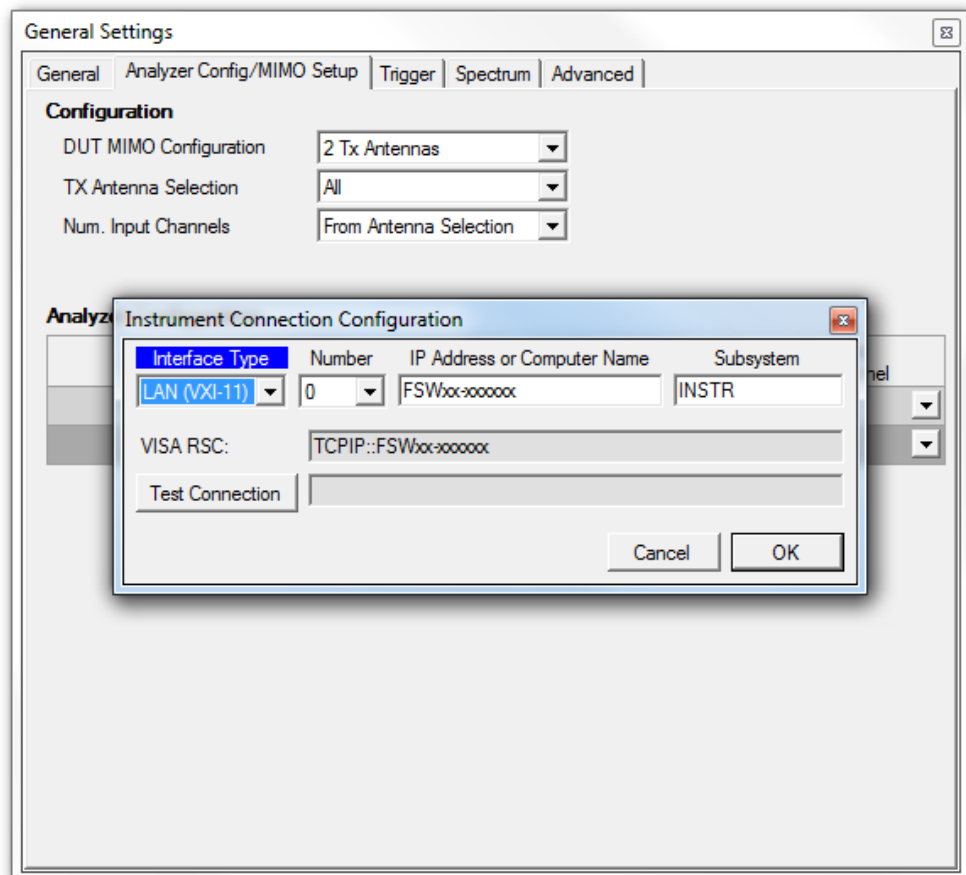 General Settings
General Analyzer Config/MIMO Setup Trigger Spectrum Advanced
Configuration
DUT MIMO Configuration 2 Tx Antennas
TX Antenna Selection All
Num. Input Channels From Antenna Selection
Instrument Connection Configuration
Interface Type Number IP Address or Computer Name Subsystem
LAN (VXI-11) 0 FSWxx-xxxxxx INSTR
VISA RSC: TCPIP::FSWxx-xxxxxx
Test Connection
Cancel OK